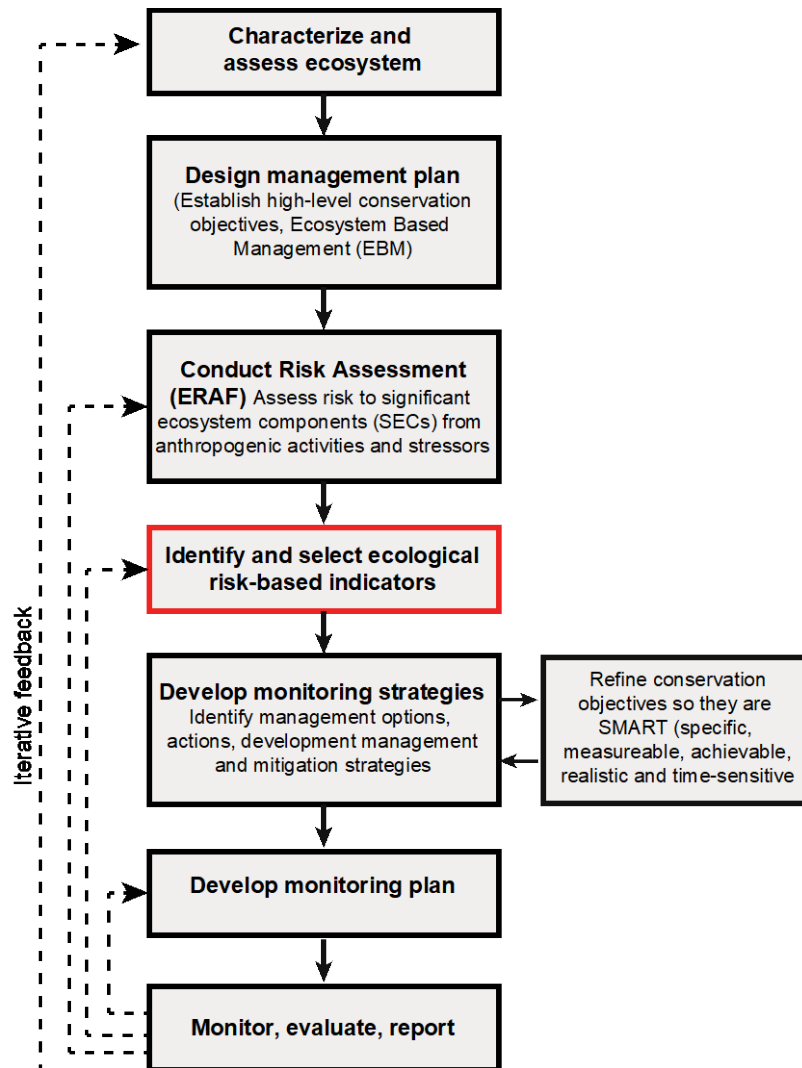 Characterize and
assess ecosystem
Design management plan
(Establish high-level conservation
objectives, Ecosystem Based
Management (EBM)
Conduct Risk Assessment
(ERAF) Assess risk to significant
ecosystem components (SECs) from
anthropogenic activities and stressors
Identify and select ecological
risk-based indicators
Develop monitoring strategies
Identify management options,
actions, development management
and mitigation strategies
Refine conservation
objectives so they are
SMART (specific,
measureable, achievable,
realistic and time-sensitive
Develop monitoring plan
Monitor, evaluate, report
Iterative feedback